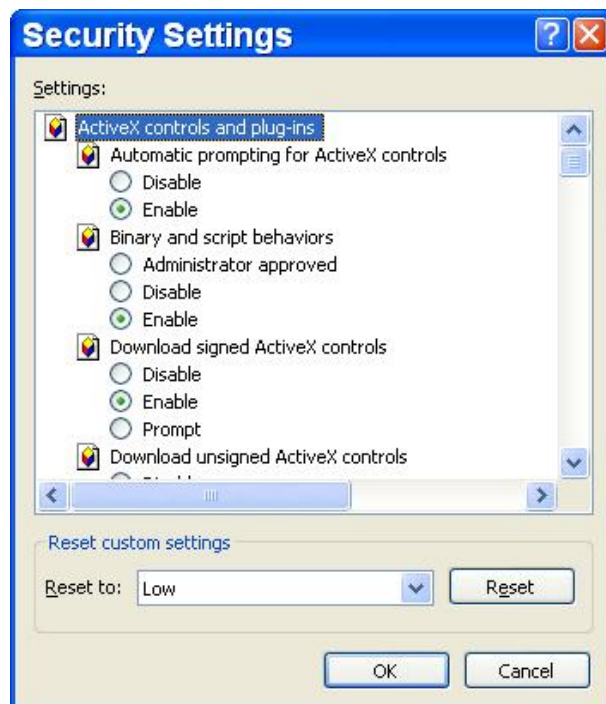 Security Settings
Settings:
ActiveX controls and plug-ins
Automatic prompting for ActiveX controls
Disable
Enable
Binary and script behaviors
Administrator approved
Disable
Enable
Download signed ActiveX controls
Disable
Enable
Prompt
Download unsigned ActiveX controls
Reset custom settings
Reset to: Low Reset
OK Cancel